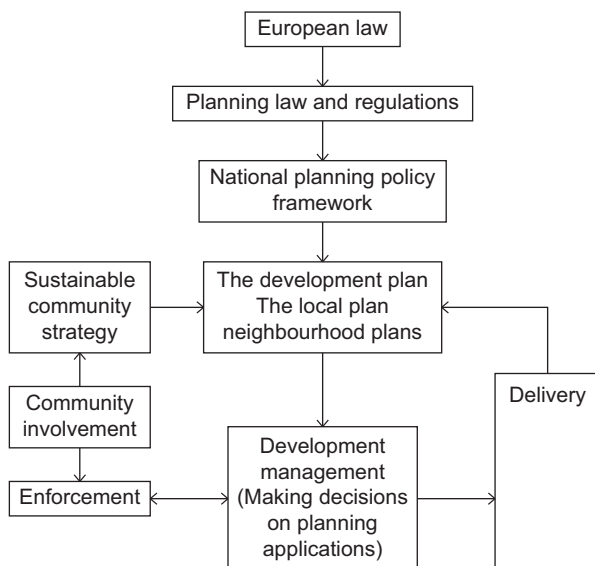 European law
Planning law and regulations
National planning policy
framework
Sustainable
community
strategy
The development plan
The local plan
neighbourhood plans
Community
involvement
Delivery
Enforcement
Development
management
(Making decisions
on planning
applications)